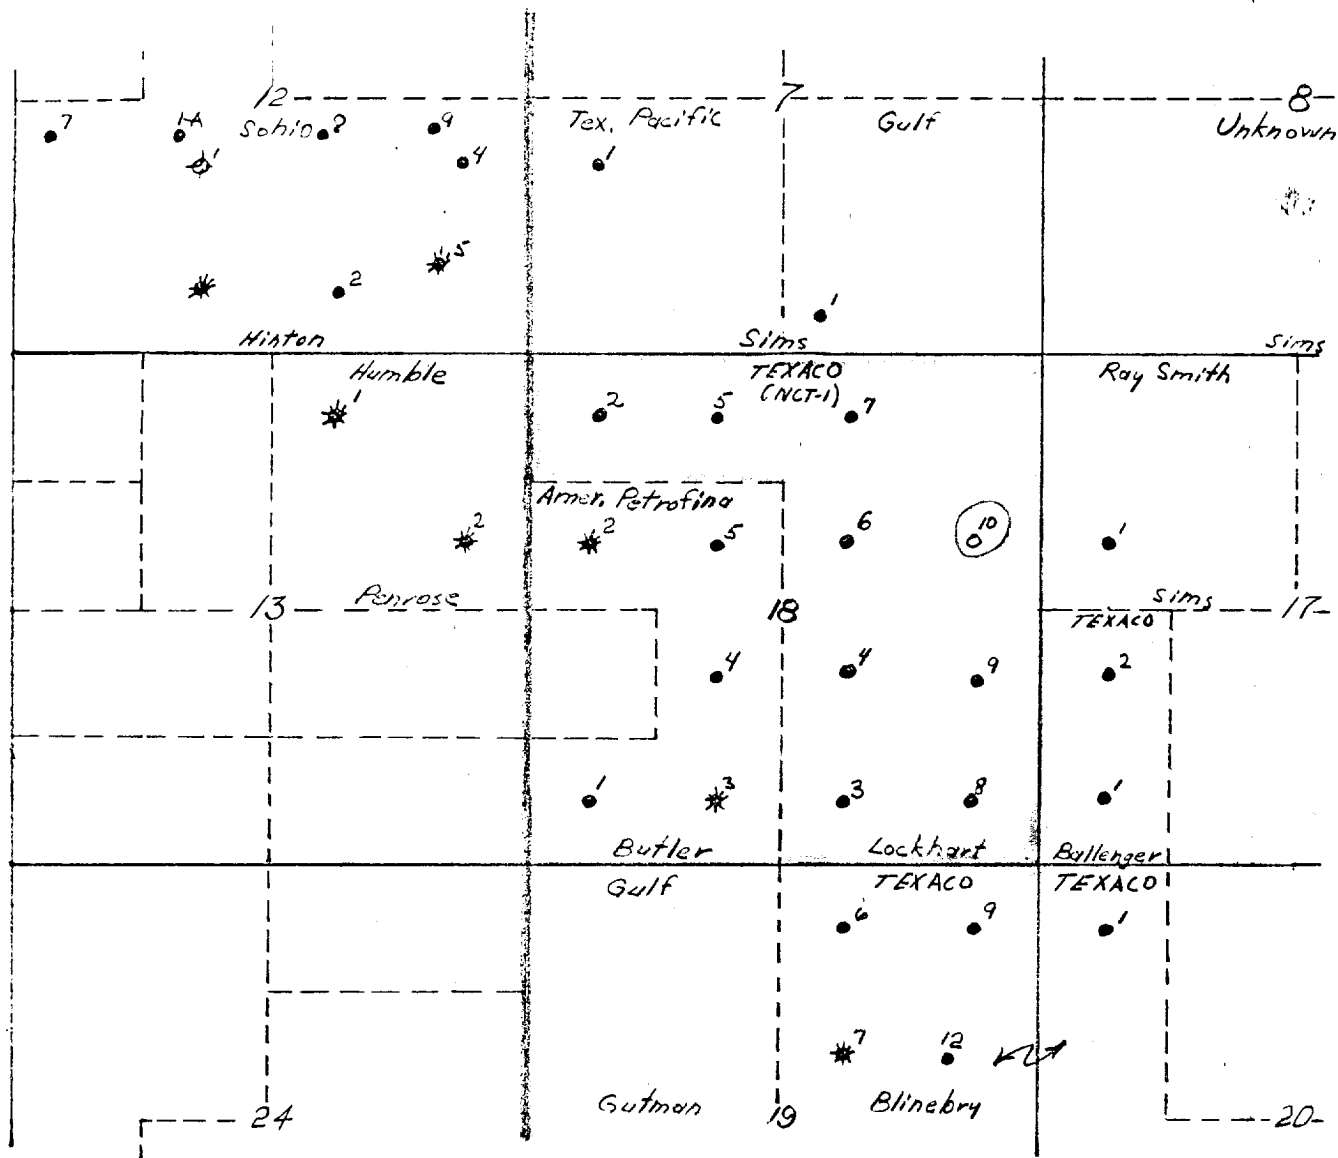 12 7 8
Sohio Tex. Pacific Gulf Unknown
7 1-A 8 9
1 4 1
5
2
1
Hinton Sims Sims
Humble TEXACO Ray Smith
(NCT-1)
1 2 5 7
Amer. Petrofina
2 2 5 6 10 1
Penrose Sims
13 18 17
TEXACO
4 4 9 2
1 3 3 8 1
Butler Lockhart Ballenger
Gulf TEXACO TEXACO
6 9 1
7 12
Gutman Blinebry
24 19 20